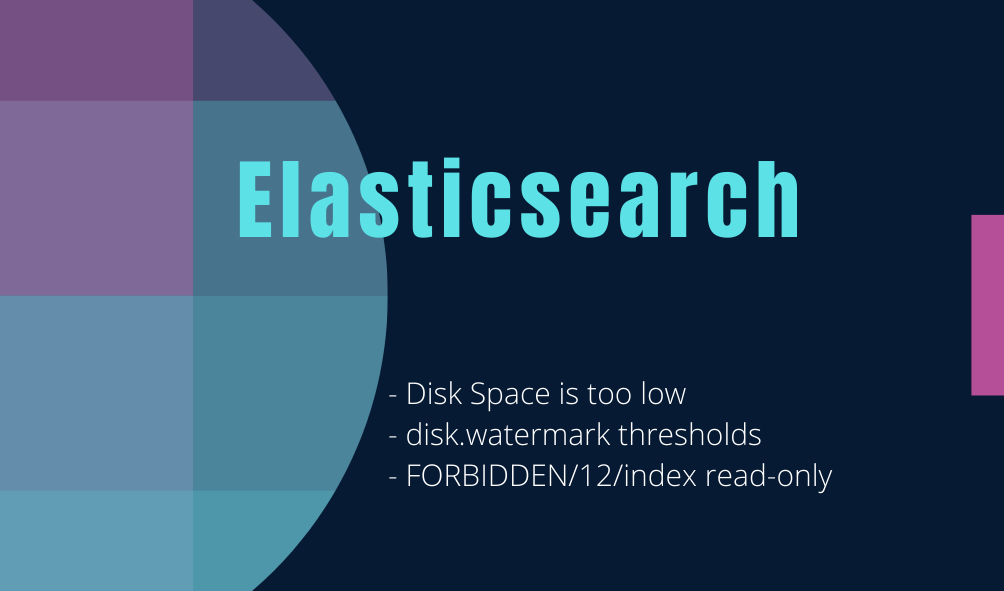 Elasticsearch
- Disk Space is too low
- disk.watermark thresholds
- FORBIDDEN/12/index read-only